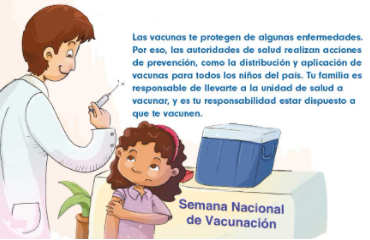 Las vacunas te protegen de algunas enfermedades.
Por eso, las autoridades de salud realizan acciones
de prevención, como la distribución y aplicación de
vacunas para todos los niños del país. Tu familia es
responsable de llevarte a la unidad de salud a
vacunar, y es tu responsabilidad estar dispuesto a
que te vacunen.
Semana Nacional
de Vacunación